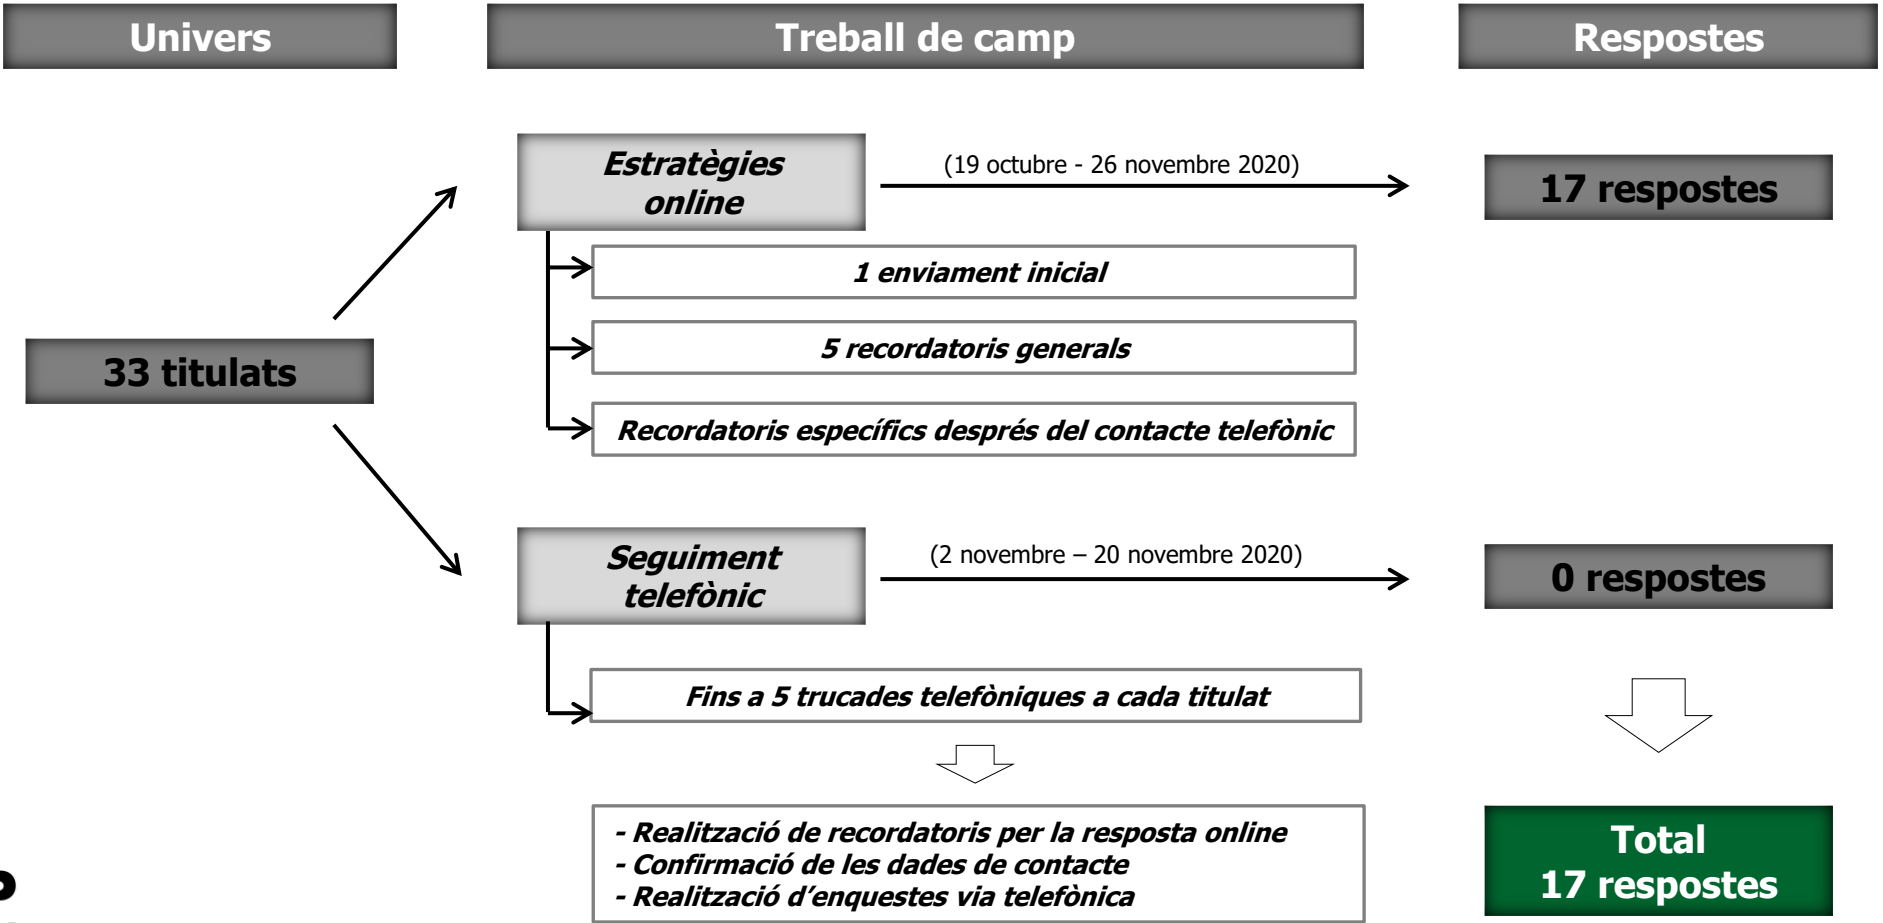 Univers
Treball de camp
Respostes
Estratègies
online
(19 octubre - 26 novembre 2020)
17 respostes
1 enviament inicial
5 recordatoris generals
33 titulats
Recordatoris específics després del contacte telefònic
Seguiment
telefònic
(2 novembre – 20 novembre 2020)
0 respostes
Fins a 5 trucades telefòniques a cada titulat
- Realització de recordatoris per la resposta online
- Confirmació de les dades de contacte
- Realització d'enquestes via telefònica
Total
17 respostes